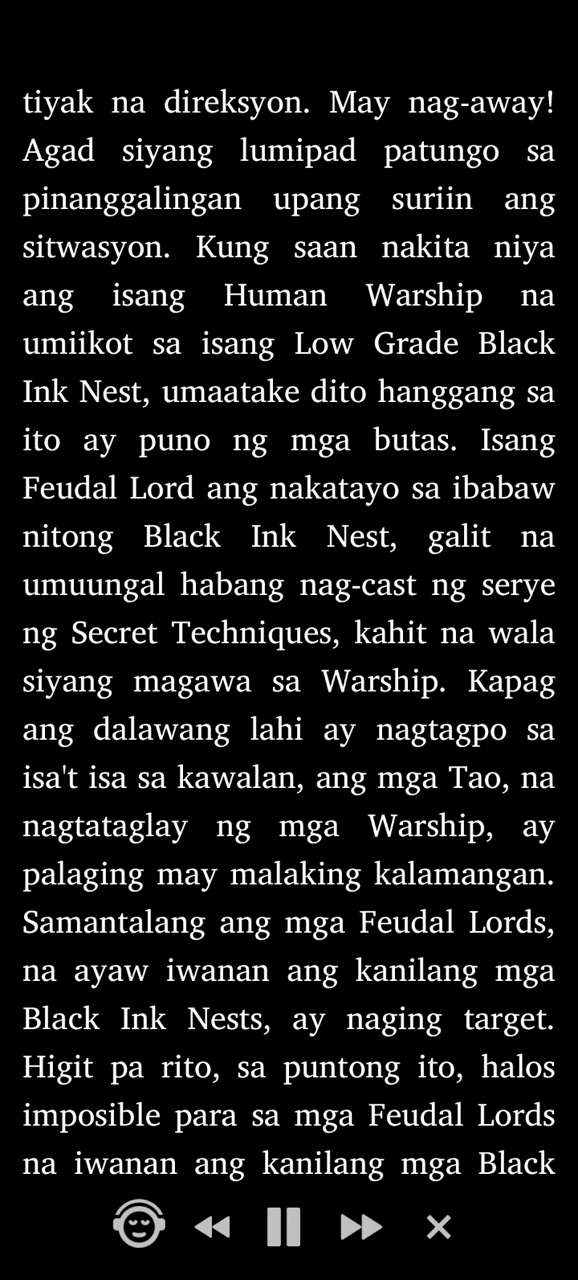 tiyak na direksyon. May nag-away!
Agad siyang lumipad patungo sa
pinanggalingan upang suriin ang
sitwasyon. Kung saan nakita niya
ang isang Human Warship na
umiikot sa isang Low Grade Black
Ink Nest, umaatake dito hanggang sa
ito ay puno ng mga butas. Isang
Feudal Lord ang nakatayo sa ibabaw
nitong Black Ink Nest, galit na
umuungal habang nag-cast ng serye
ng Secret Techniques, kahit na wala
siyang magawa sa Warship. Kapag
ang dalawang lahi ay nagtagpo sa
isa't isa sa kawalan, ang mga Tao, na
nagtataglay ng mga Warship, ay
palaging may malaking kalamangan.
Samantalang ang mga Feudal Lords,
na ayaw iwanan ang kanilang mga
Black Ink Nests, ay naging target.
Higit pa rito, sa puntong ito, halos
imposible para sa mga Feudal Lords
na iwanan ang kanilang mga Black